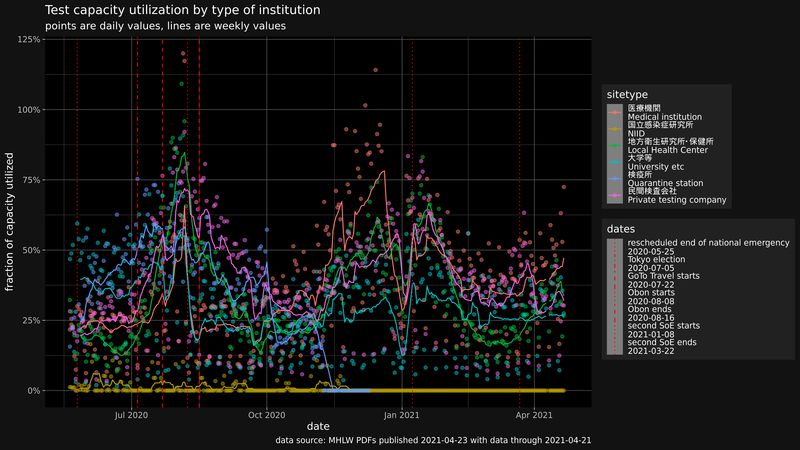 Test capacity utilization by type of institution
points are daily values, lines are weekly values
125%
100%
75%
50%
25%
0%
fraction of capacity utilized
Jul 2020
Oct 2020
Jan 2021
Apr 2021
date
data source: MHLW PDFs published 2021-04-23 with data through 2021-04-21
sitetype
医療機関
Medical institution
国立感染症研究所
NIID
地方衛生研究所·保健所
Local Health Center
大学等
University etc
検疫所
Quarantine station
民間検査会社
Private testing company
dates
rescheduled end of national emergency
2020-05-25
Tokyo election
2020-07-05
GoTo Travel starts
2020-07-22
Obon starts
2020-08-08
Obon ends
2020-08-16
second SoE starts
2021-01-08
second SoE ends
2021-03-22